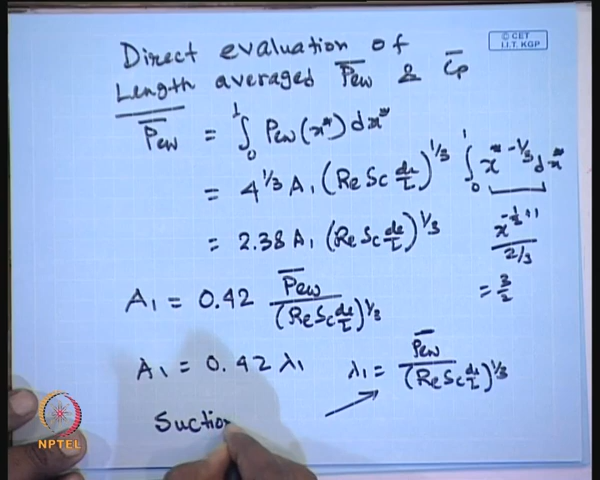 Direct evaluation of
© CET
I.I.T. KGP
Length averaged P̅ew & C̅p
P̅ew = ∫₀¹ Pew(x*) dx*
= 4^1/3 A₁ (Re Sc de/L)^1/3 ∫₀¹ x*^-1/3 dx*
= 2.38 A₁ (Re Sc de/L)^1/3
x^-1/3+1 / 2/3
= 3/2
A₁ = 0.42 P̅ew / (Re Sc de/L)^1/3
A₁ = 0.42 λ₁ λ₁ = P̅ew / (Re Sc de/L)^1/3
Suction
NPTEL